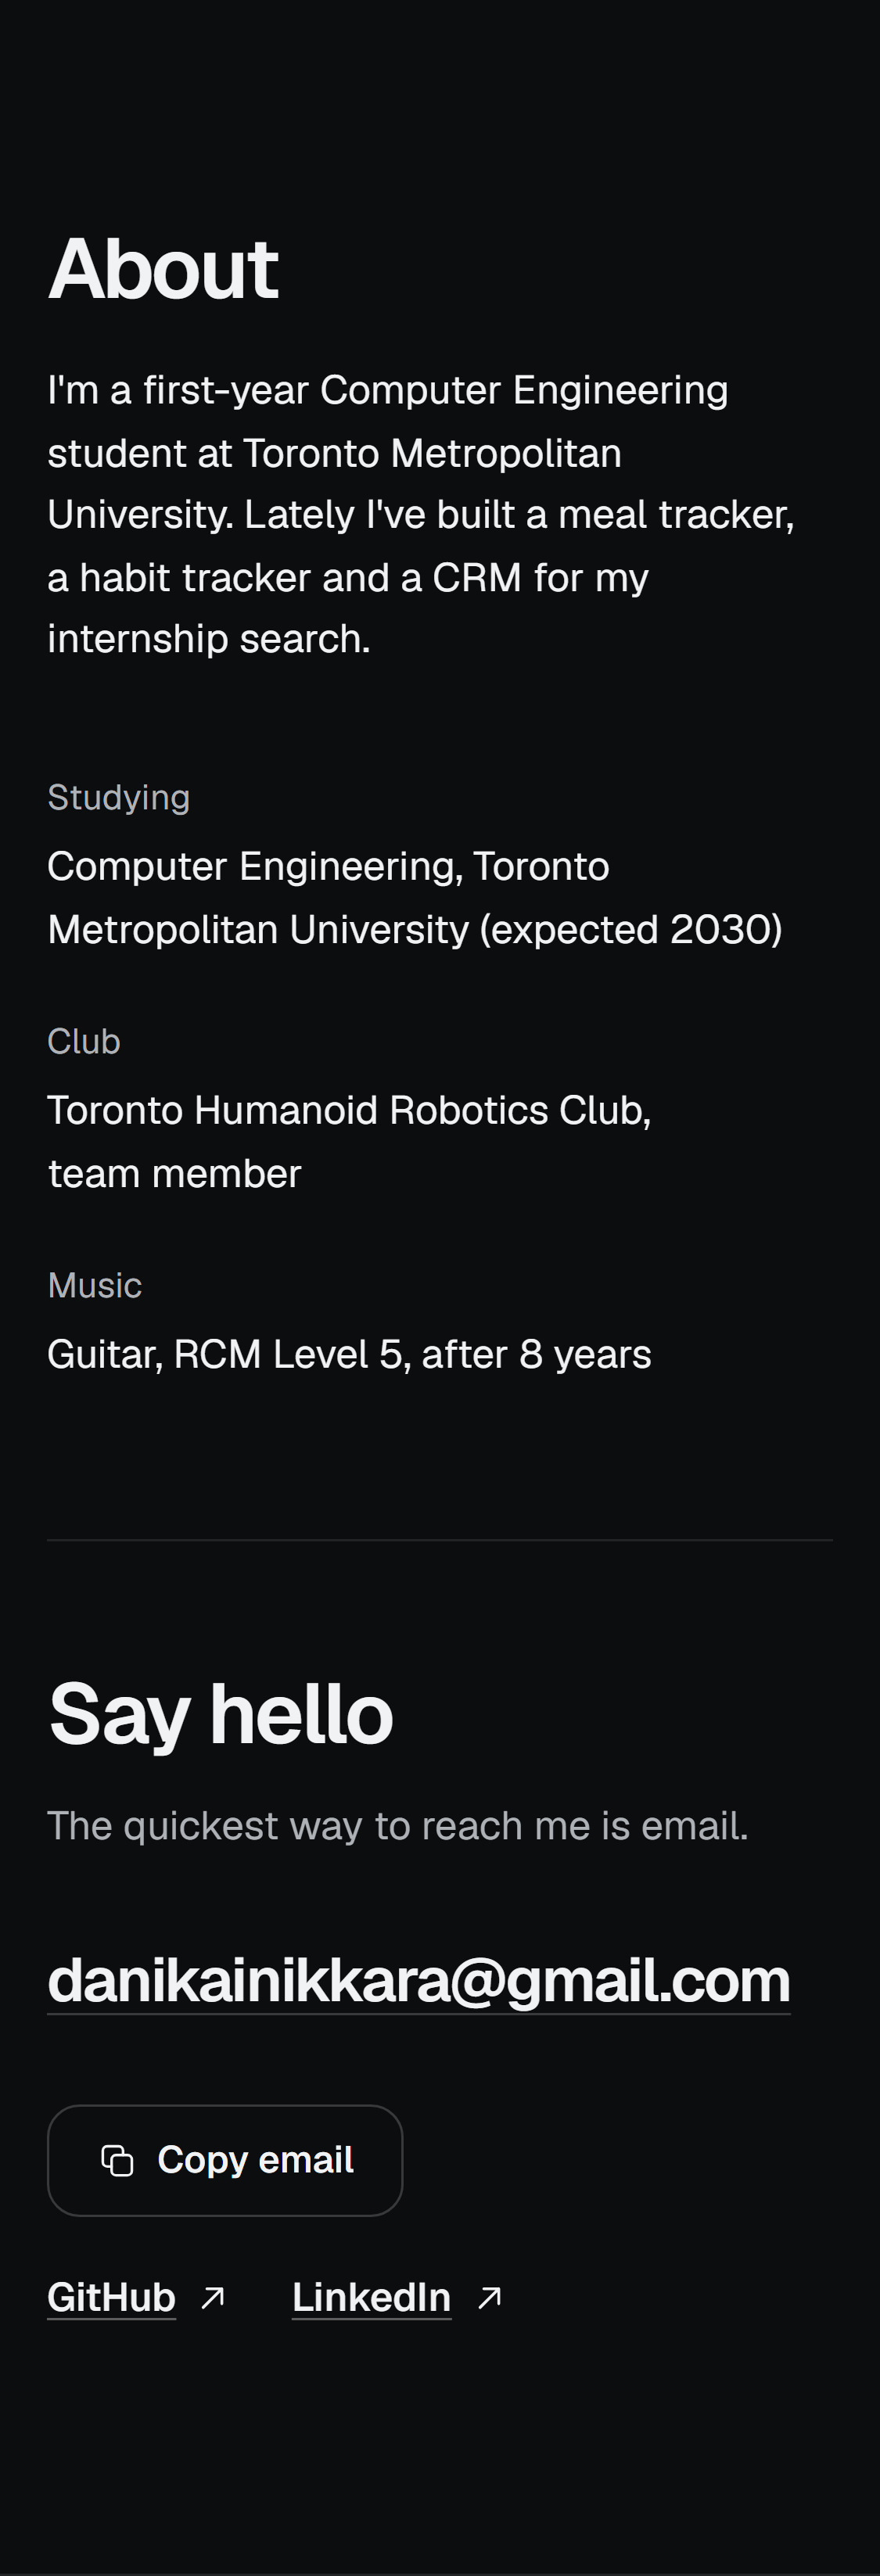 About
I'm a first-year Computer Engineering
student at Toronto Metropolitan
University. Lately I've built a meal tracker,
a habit tracker and a CRM for my
internship search.
Studying
Computer Engineering, Toronto
Metropolitan University (expected 2030)
Club
Toronto Humanoid Robotics Club,
team member
Music
Guitar, RCM Level 5, after 8 years
Say hello
The quickest way to reach me is email.
danikainikkara@gmail.com
Copy email
GitHub ↗ LinkedIn ↗